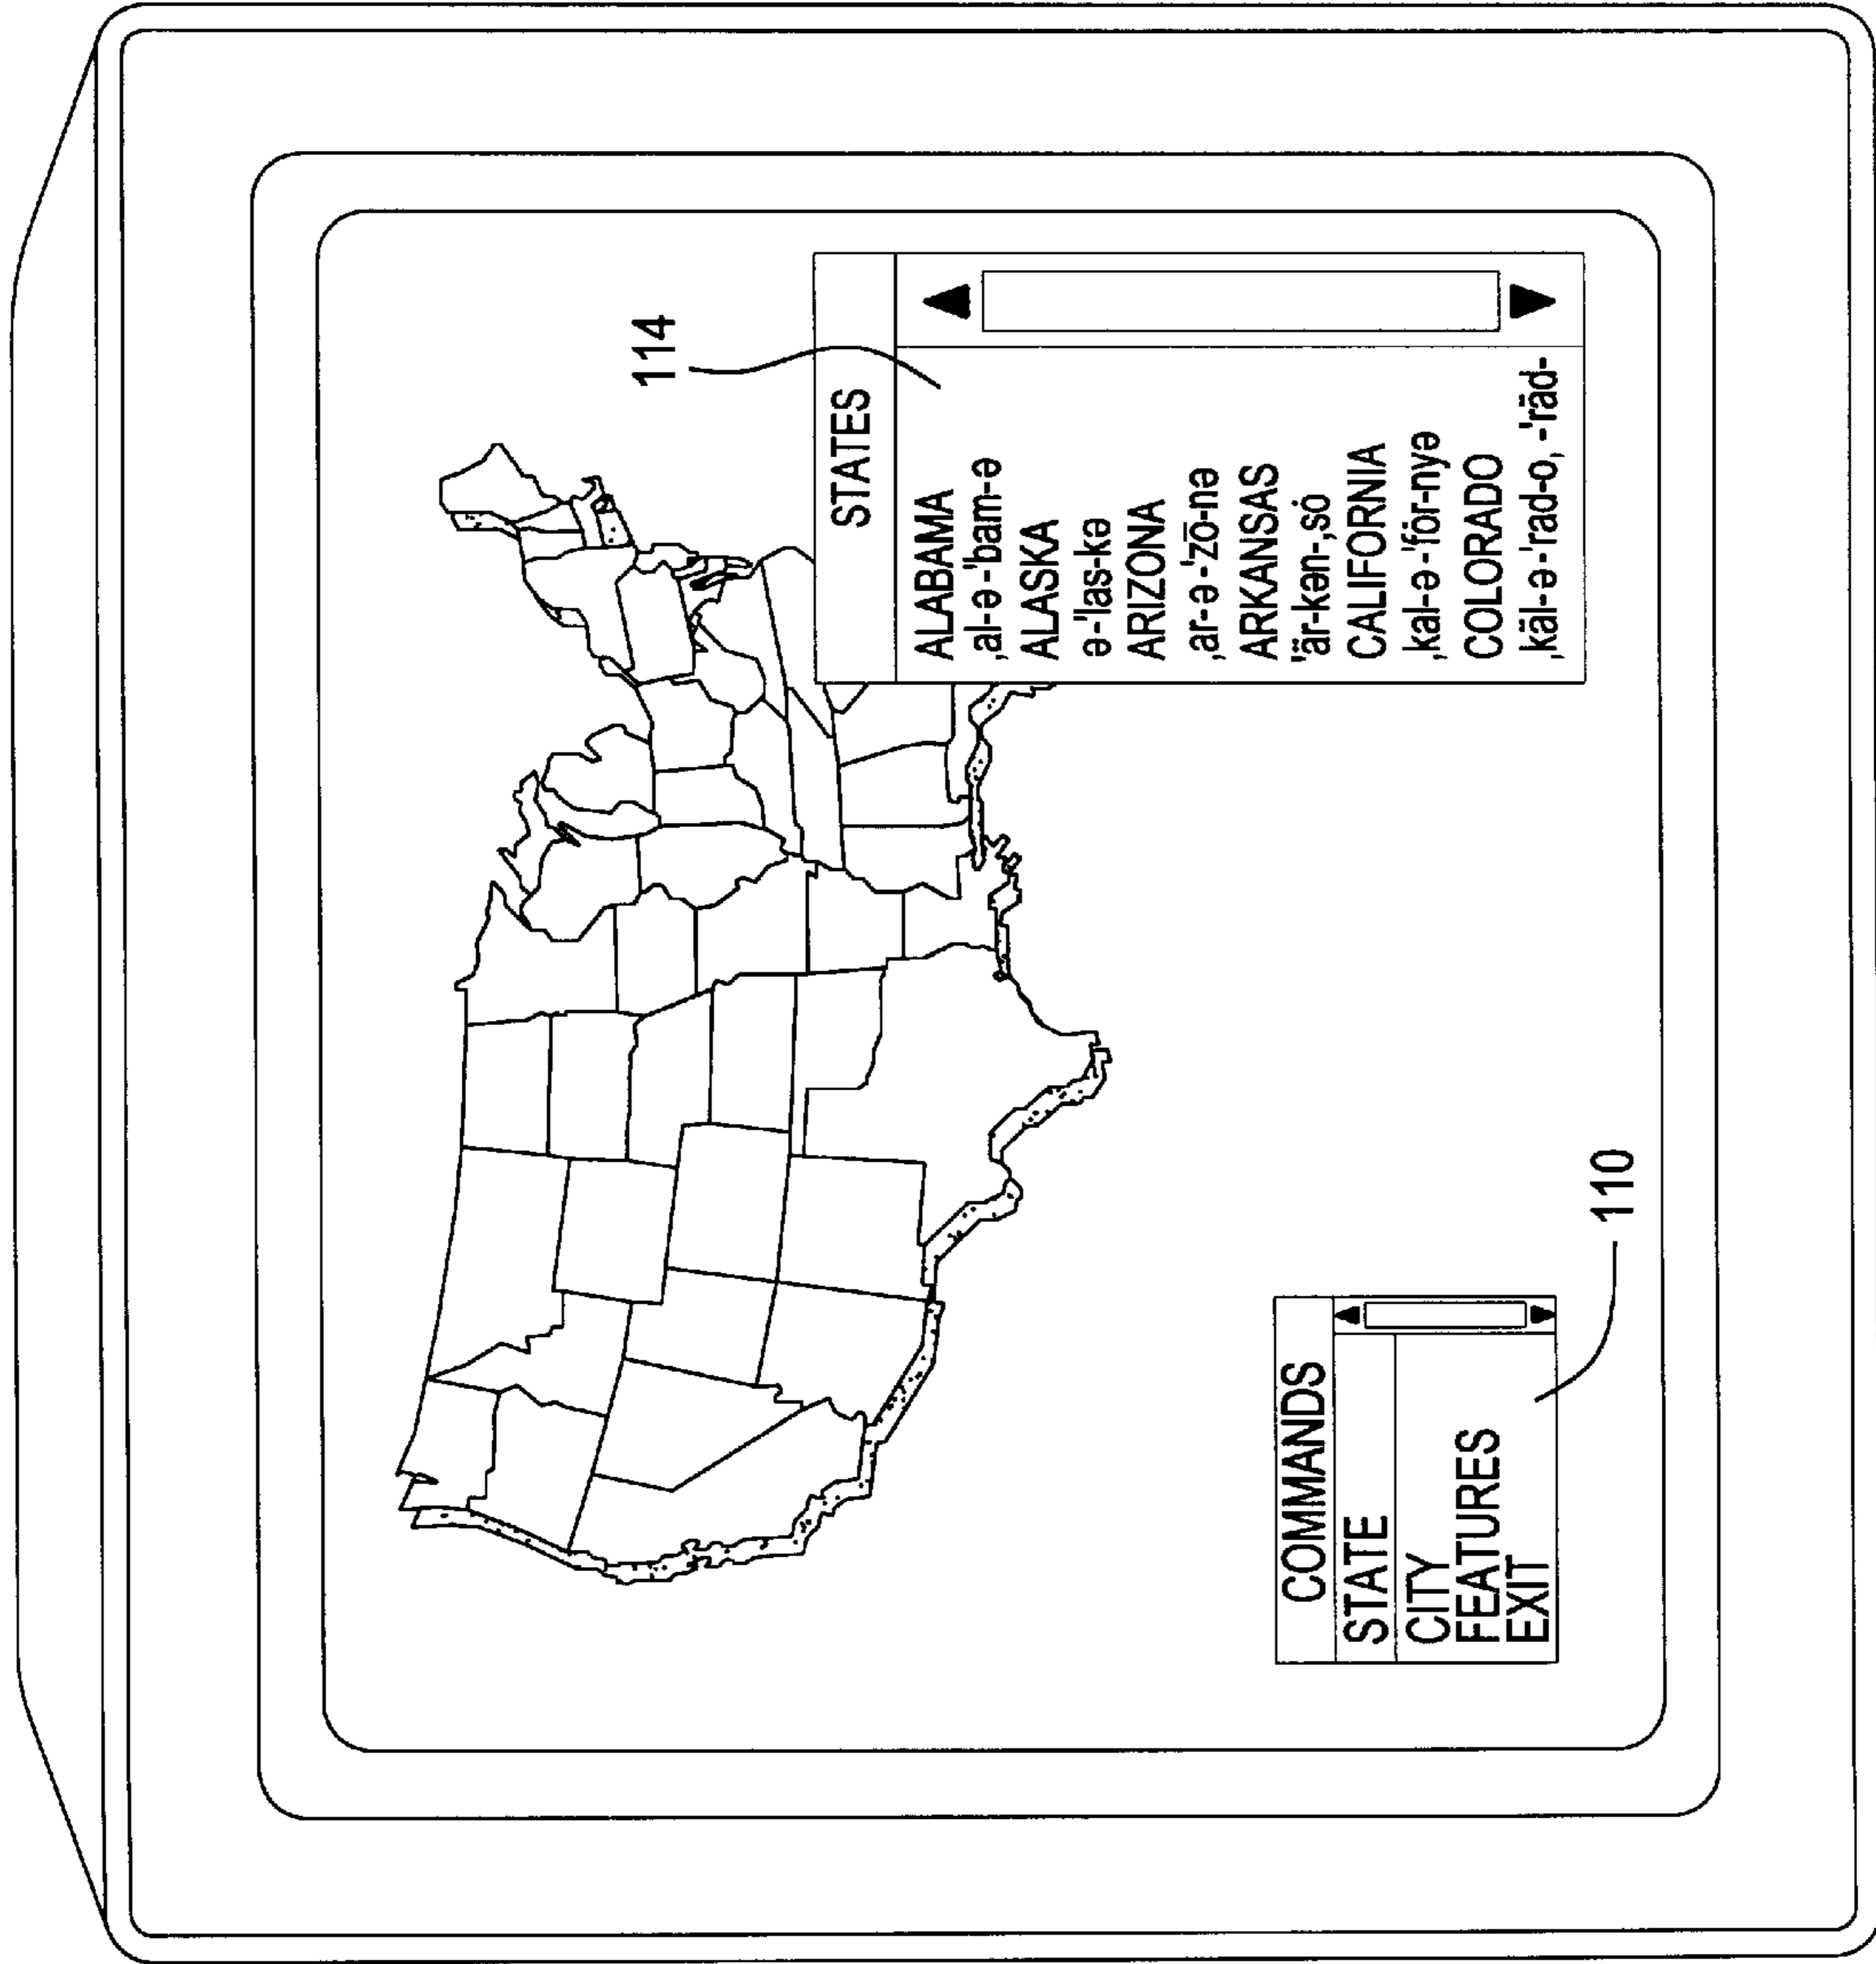 114
STATES
ALABAMA
ˌal-ə-ˈbam-ə
ALASKA
ə-ˈlas-kə
ARIZONA
ˌar-ə-ˈzō-nə
ARKANSAS
ˈär-kən-ˌsȯ
CALIFORNIA
ˌkal-ə-ˈfȯr-nyə
COLORADO
ˌkäl-ə-ˈrad-o, -ˈräd-
COMMANDS
STATE
CITY
FEATURES
EXIT
110